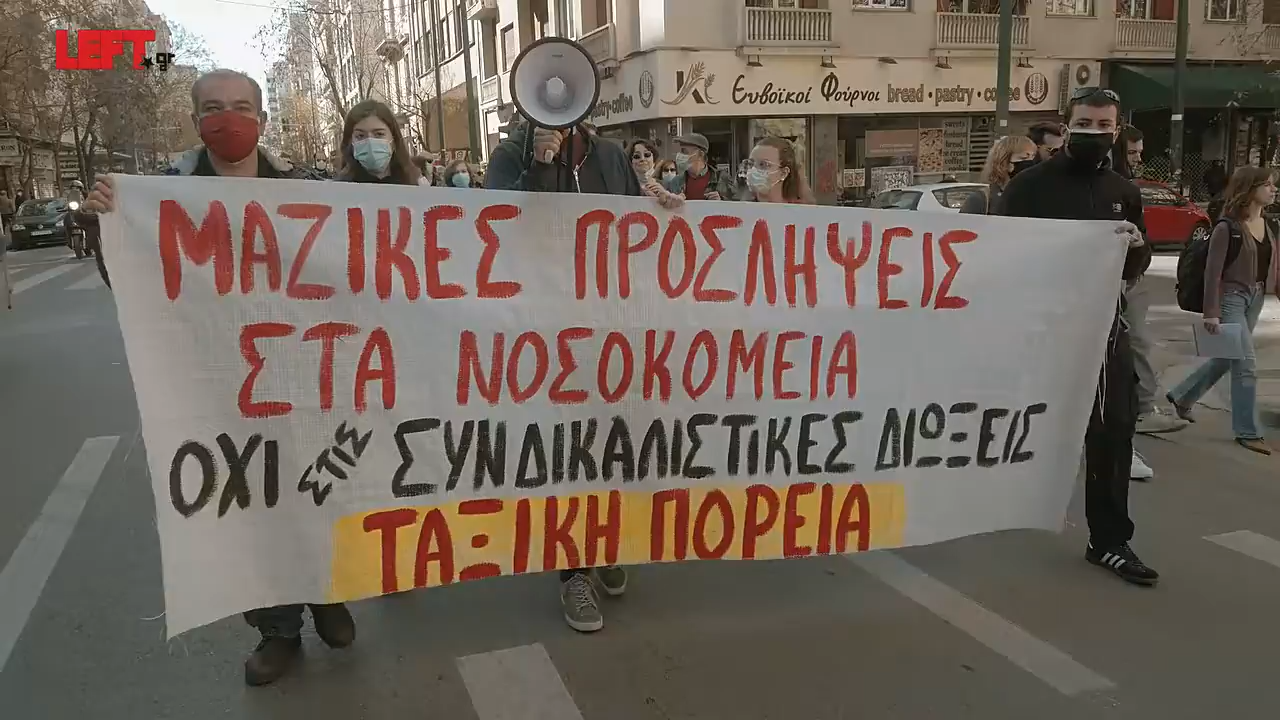 LEFT.gr
Ευβοϊκοί Φούρνοι bread • pastry • coffee
ΜΑΖΙΚΕΣ ΠΡΟΣΛΗΨΕΙΣ
ΣΤΑ ΝΟΣΟΚΟΜΕΙΑ
ΟΧΙ ΣΤΙΣ ΣΥΝΔΙΚΑΛΙΣΤΙΚΕΣ ΔΙΩΞΕΙΣ
ΤΑΞΙΚΗ ΠΟΡΕΙΑ